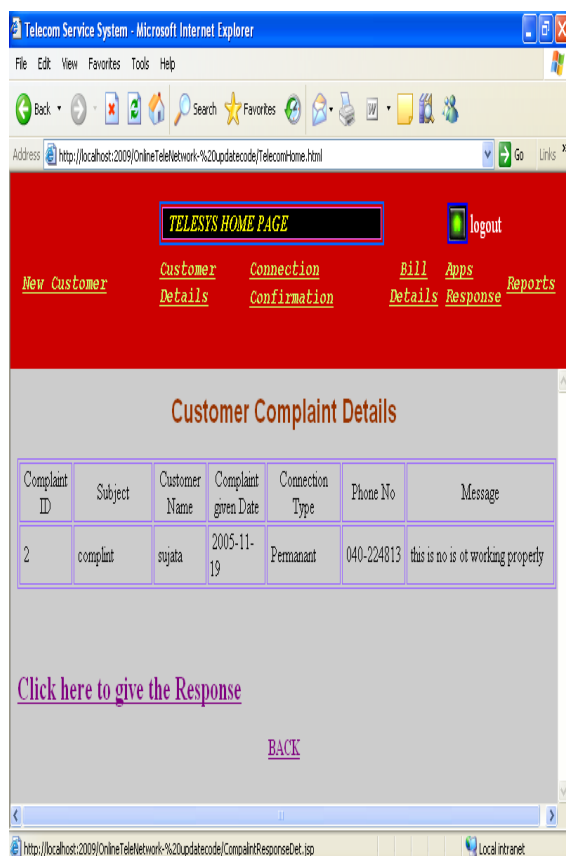 Telecom Service System - Microsoft Internet Explorer
File Edit View Favorites Tools Help
Back Search Favorites
Address http://localhost:2009/OnlineTeleNetwork-%20updatecode/TelecomHome.html Go Links
TELESYS HOME PAGE
logout
New Customer
Customer Details
Connection Confirmation
Bill Details
Apps Response
Reports
Customer Complaint Details
Complaint ID Subject Customer Name Complaint given Date Connection Type Phone No Message
2 complint sujata 2005-11-19 Permanant 040-224813 this is no is ot working properly
Click here to give the Response
BACK
http://localhost:2009/OnlineTeleNetwork-%20updatecode/CompalntResponseDet.jsp Local intranet